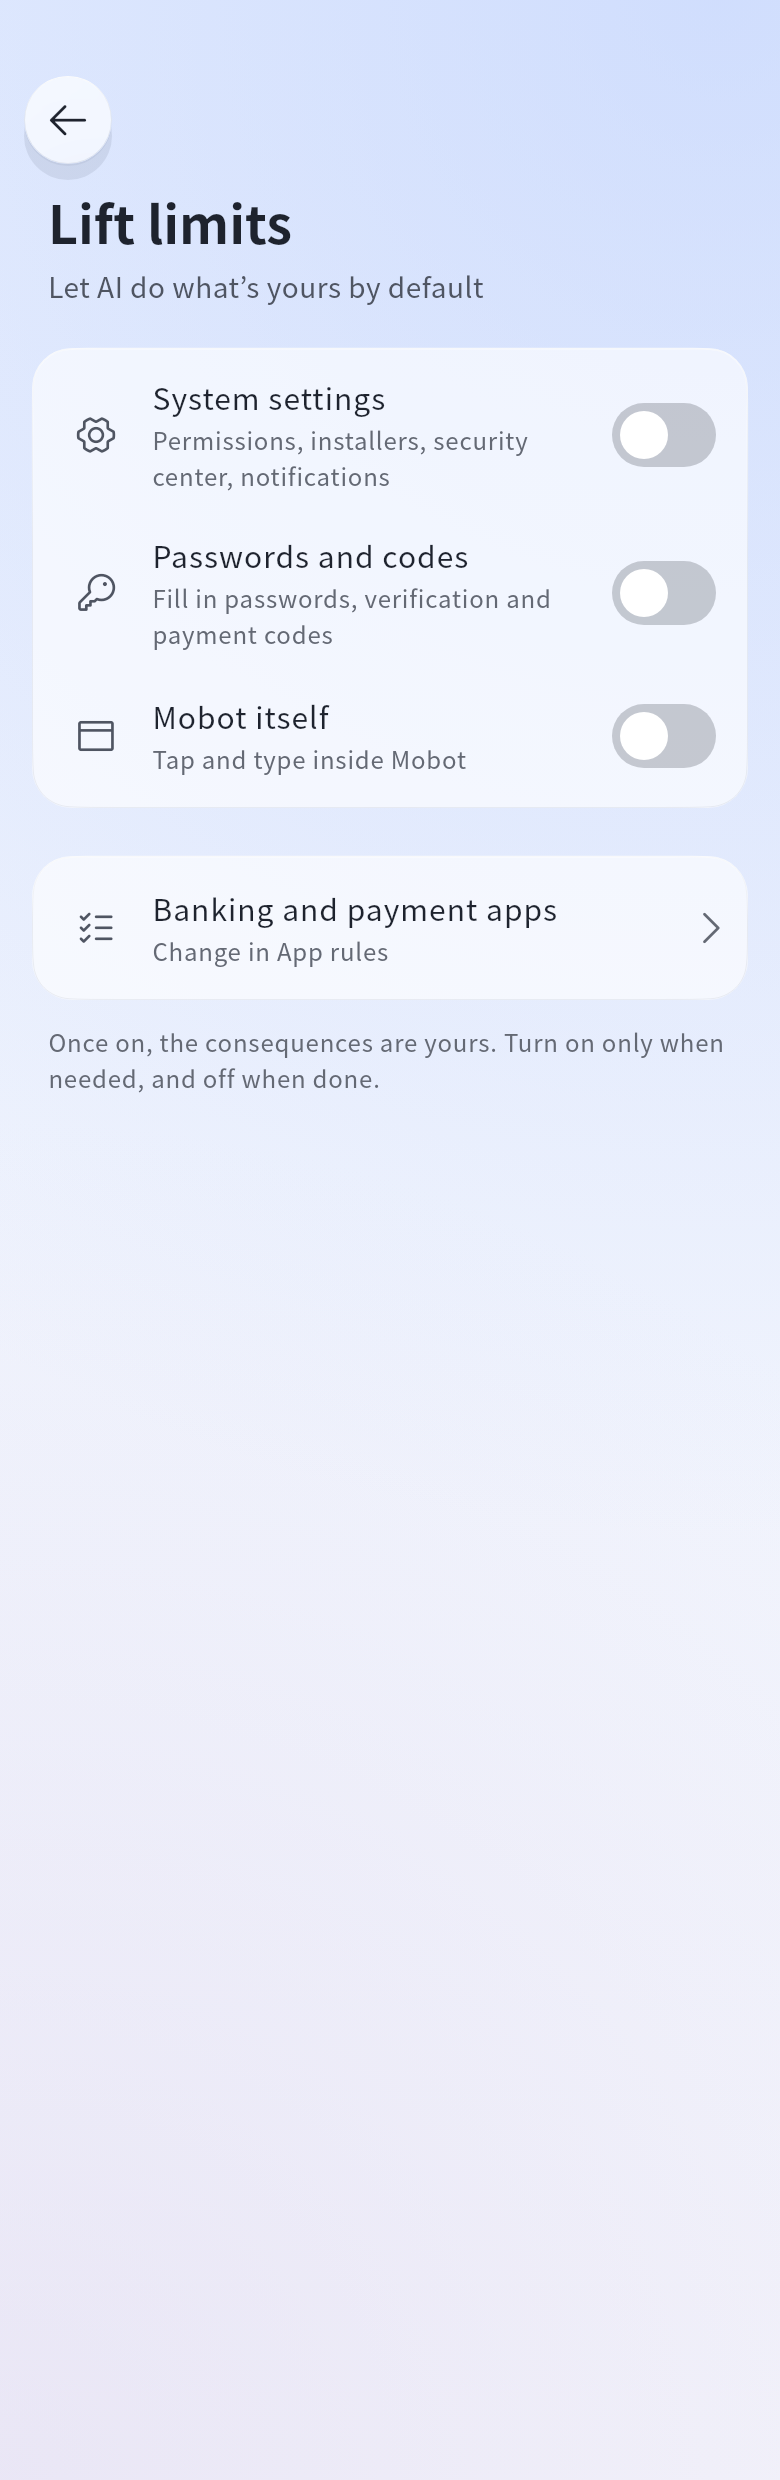 Lift limits
Let AI do what’s yours by default
System settings
Permissions, installers, security
center, notifications
Passwords and codes
Fill in passwords, verification and
payment codes
Mobot itself
Tap and type inside Mobot
Banking and payment apps
Change in App rules
Once on, the consequences are yours. Turn on only when
needed, and off when done.